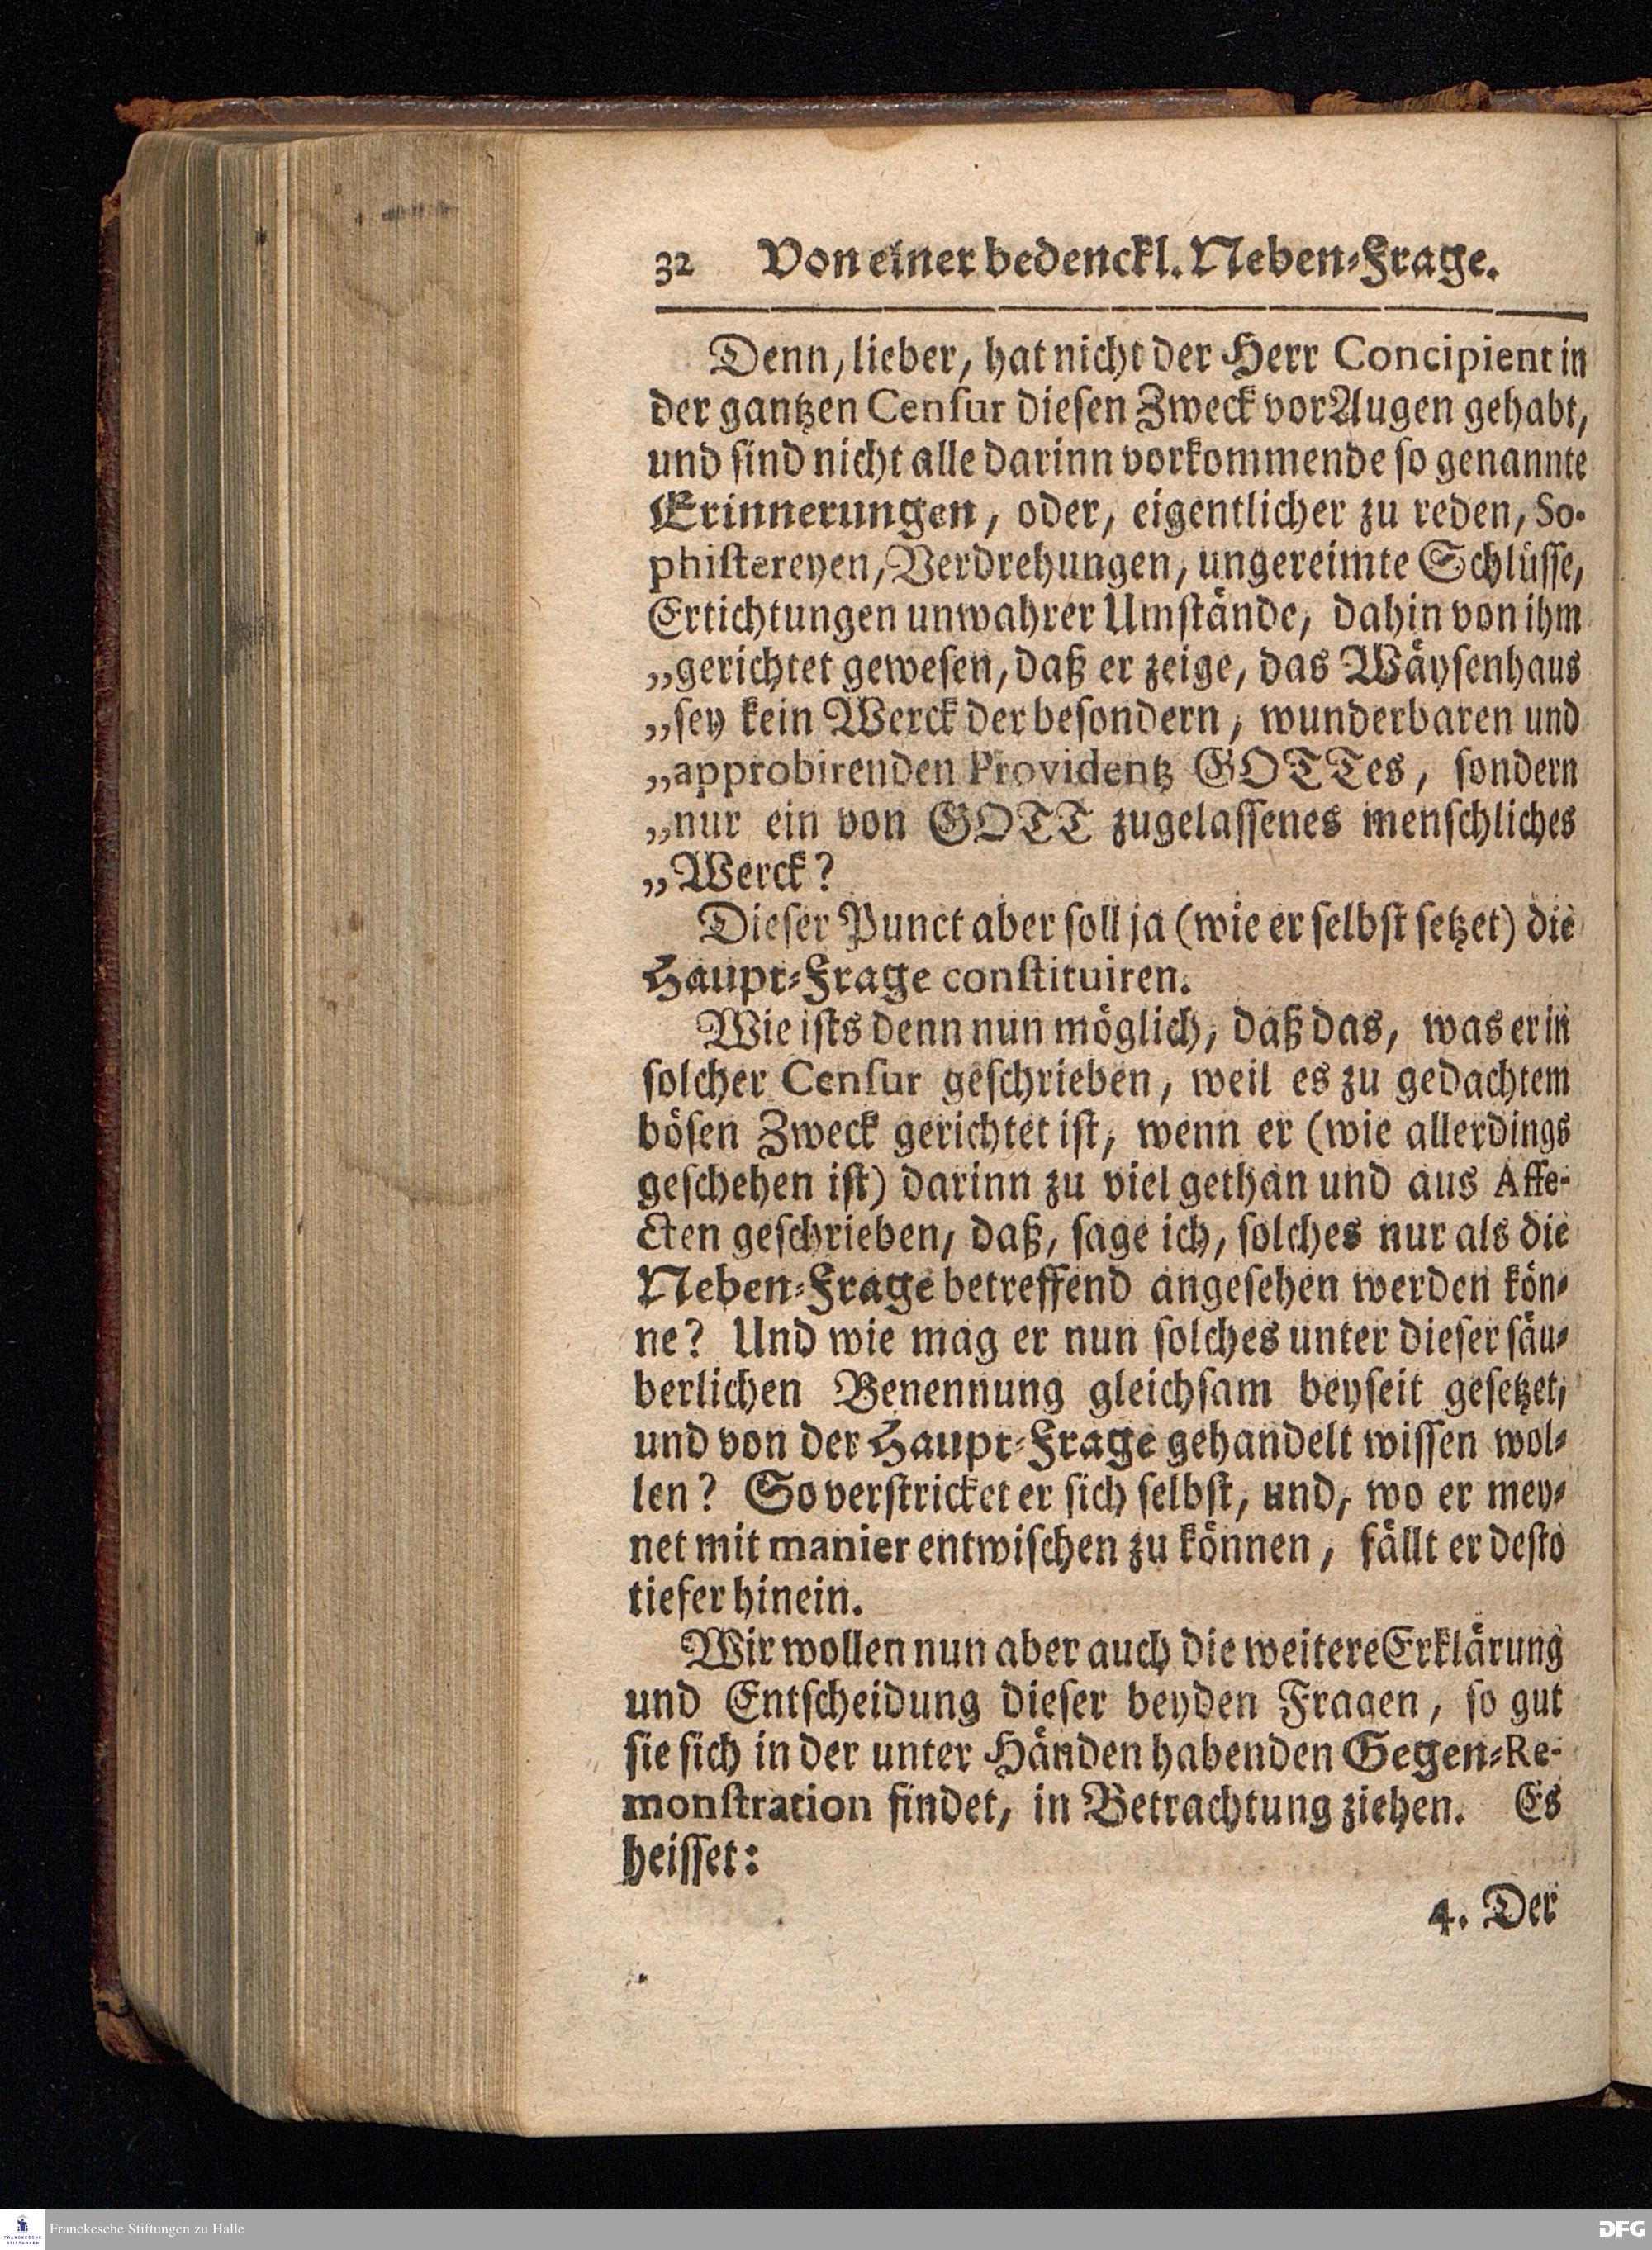 32 Von einer bedenckl. Neben-Frage.
Denn, lieber, hat nicht der Herr Concipient in
der gantzen Censur diesen Zweck vor Augen gehabt,
und sind nicht alle darinn vorkommende so genannte
Erinnerungen, oder, eigentlicher zu reden, So-
phistereyen, Verdrehungen, ungereimte Schlüsse,
Ertichtungen unwahrer Umstände, dahin von ihm
„gerichtet gewesen, daß er zeige, das Wäysenhaus
„sey kein Werck der besondern, wunderbaren und
„approbirenden Providentz GOTTes, sondern
„nur ein von GOTT zugelassenes menschliches
„Werck?
Dieser Punct aber soll ja (wie er selbst setzet) die
Haupt-Frage constituiren.
Wie ists denn nun möglich, daß das, was er in
solcher Censur geschrieben, weil es zu gedachtem
bösen Zweck gerichtet ist, wenn er (wie allerdings
geschehen ist) darinn zu viel gethan und aus Affe-
cten geschrieben, daß, sage ich, solches nur als die
Neben-Frage betreffend angesehen werden kön-
ne? Und wie mag er nun solches unter dieser säu-
berlichen Benennung gleichsam beyseit gesetzet,
und von der Haupt-Frage gehandelt wissen wol-
len? So verstricket er sich selbst, und, wo er mey-
net mit manier entwischen zu können, fällt er desto
tiefer hinein.
Wir wollen nun aber auch die weitere Erklärung
und Entscheidung dieser beyden Fragen, so gut
sie sich in der unter Händen habenden Gegen-Re-
monstration findet, in Betrachtung ziehen. Es
heisset:
4. Der
Franckesche Stiftungen zu Halle
DFG